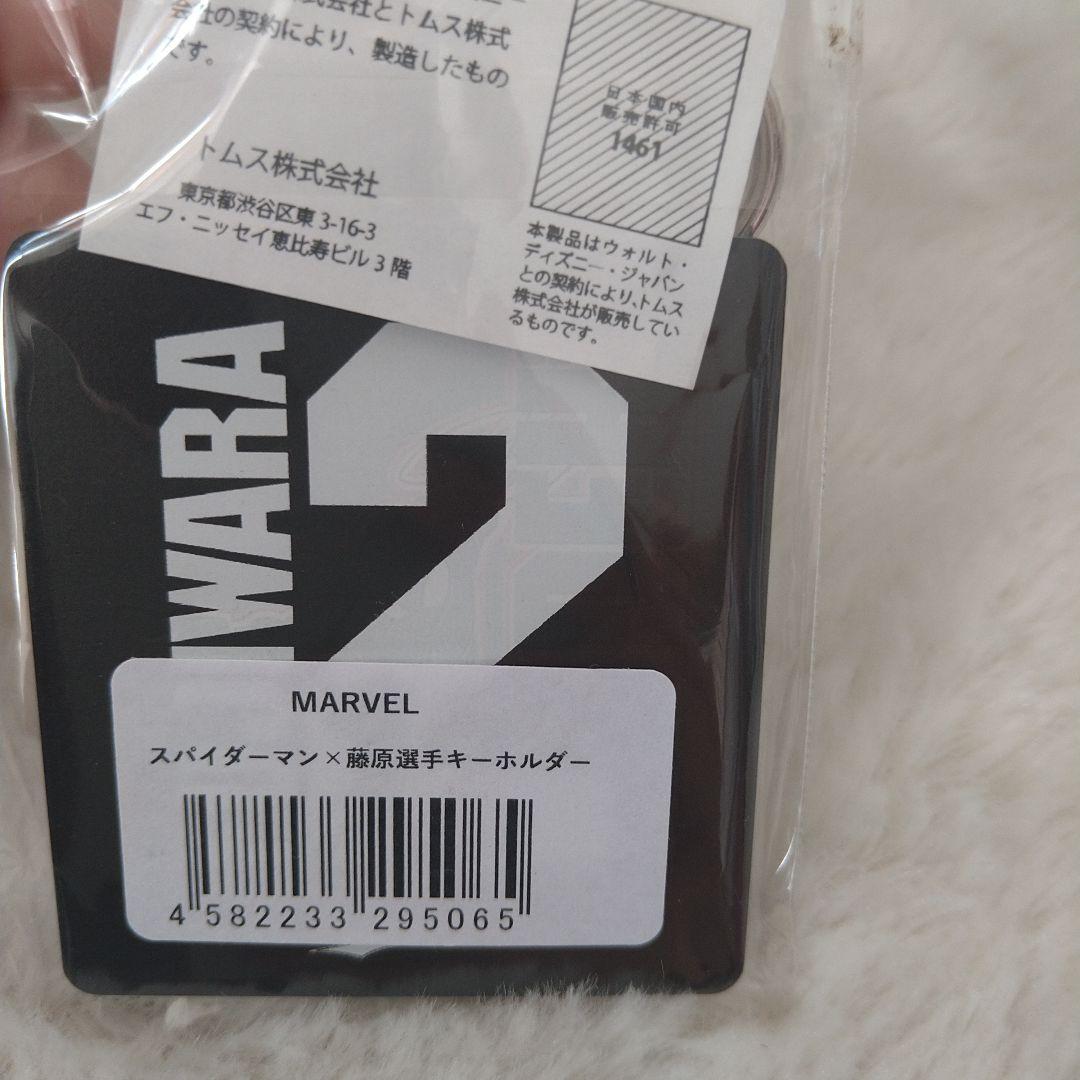 式会社とトムス株式
会社の契約により、製造したもの
です。
トムス株式会社
東京都渋谷区東 3-16-3
エフ・ニッセイ恵比寿ビル 3 階
日本国内
販売許可
1461
本製品はウォルト・
ディズニー・ジャパン
との契約により、トムス
株式会社が販売してい
るものです。
IWARA
2
MARVEL
スパイダーマン×藤原選手キーホルダー
4 582233 295065